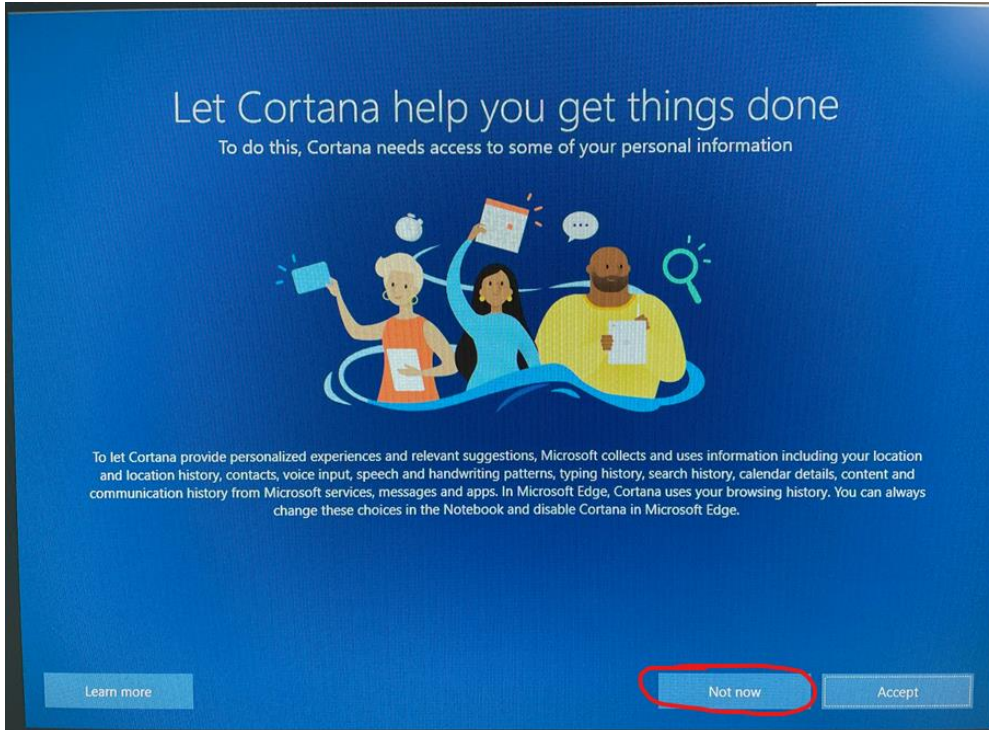 Let Cortana help you get things done
To do this, Cortana needs access to some of your personal information
To let Cortana provide personalized experiences and relevant suggestions, Microsoft collects and uses information including your location
and location history, contacts, voice input, speech and handwriting patterns, typing history, search history, calendar details, content and
communication history from Microsoft services, messages and apps. In Microsoft Edge, Cortana uses your browsing history. You can always
change these choices in the Notebook and disable Cortana in Microsoft Edge.
Learn more
Not now
Accept